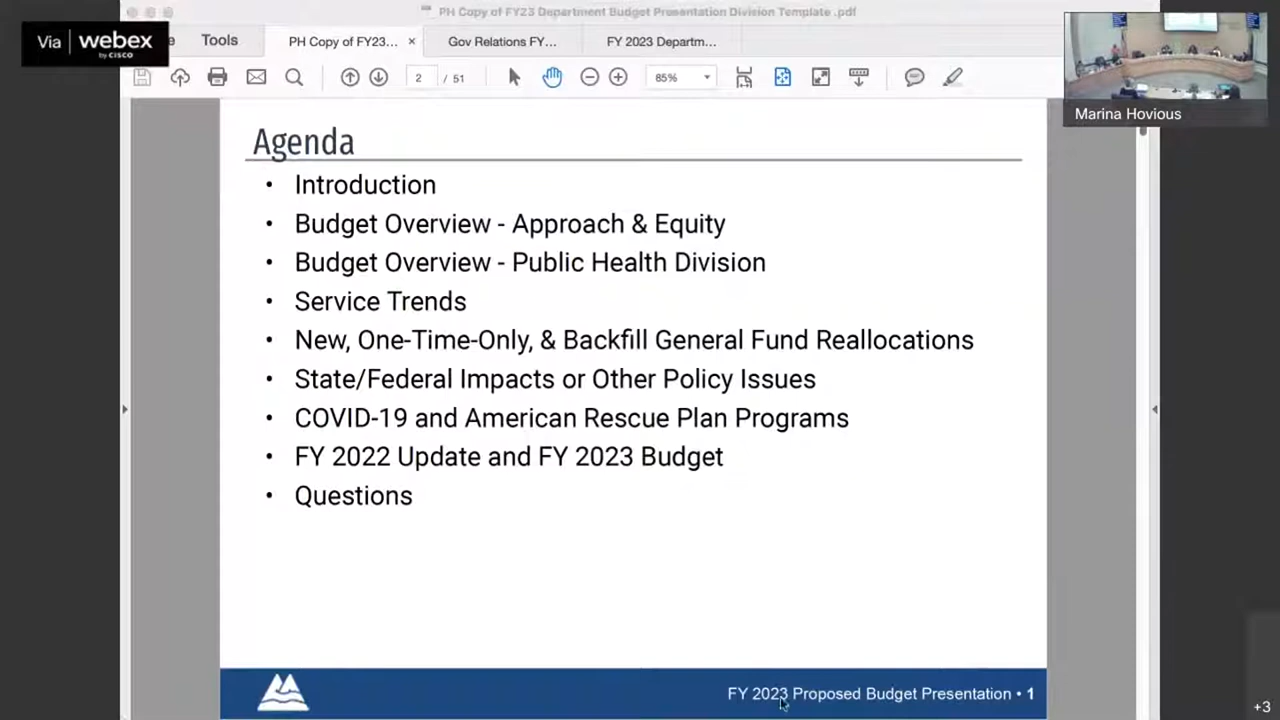 PH Copy of FY23 Department Budget Presentation Division Template .pdf
Via webex
by CISCO
e
Tools
PH Copy of FY23... ×
Gov Relations FY...
FY 2023 Departm...
2 / 51
85%
Marina Hovious
Agenda
• Introduction
• Budget Overview - Approach & Equity
• Budget Overview - Public Health Division
• Service Trends
• New, One-Time-Only, & Backfill General Fund Reallocations
• State/Federal Impacts or Other Policy Issues
• COVID-19 and American Rescue Plan Programs
• FY 2022 Update and FY 2023 Budget
• Questions
FY 2023 Proposed Budget Presentation • 1
+3